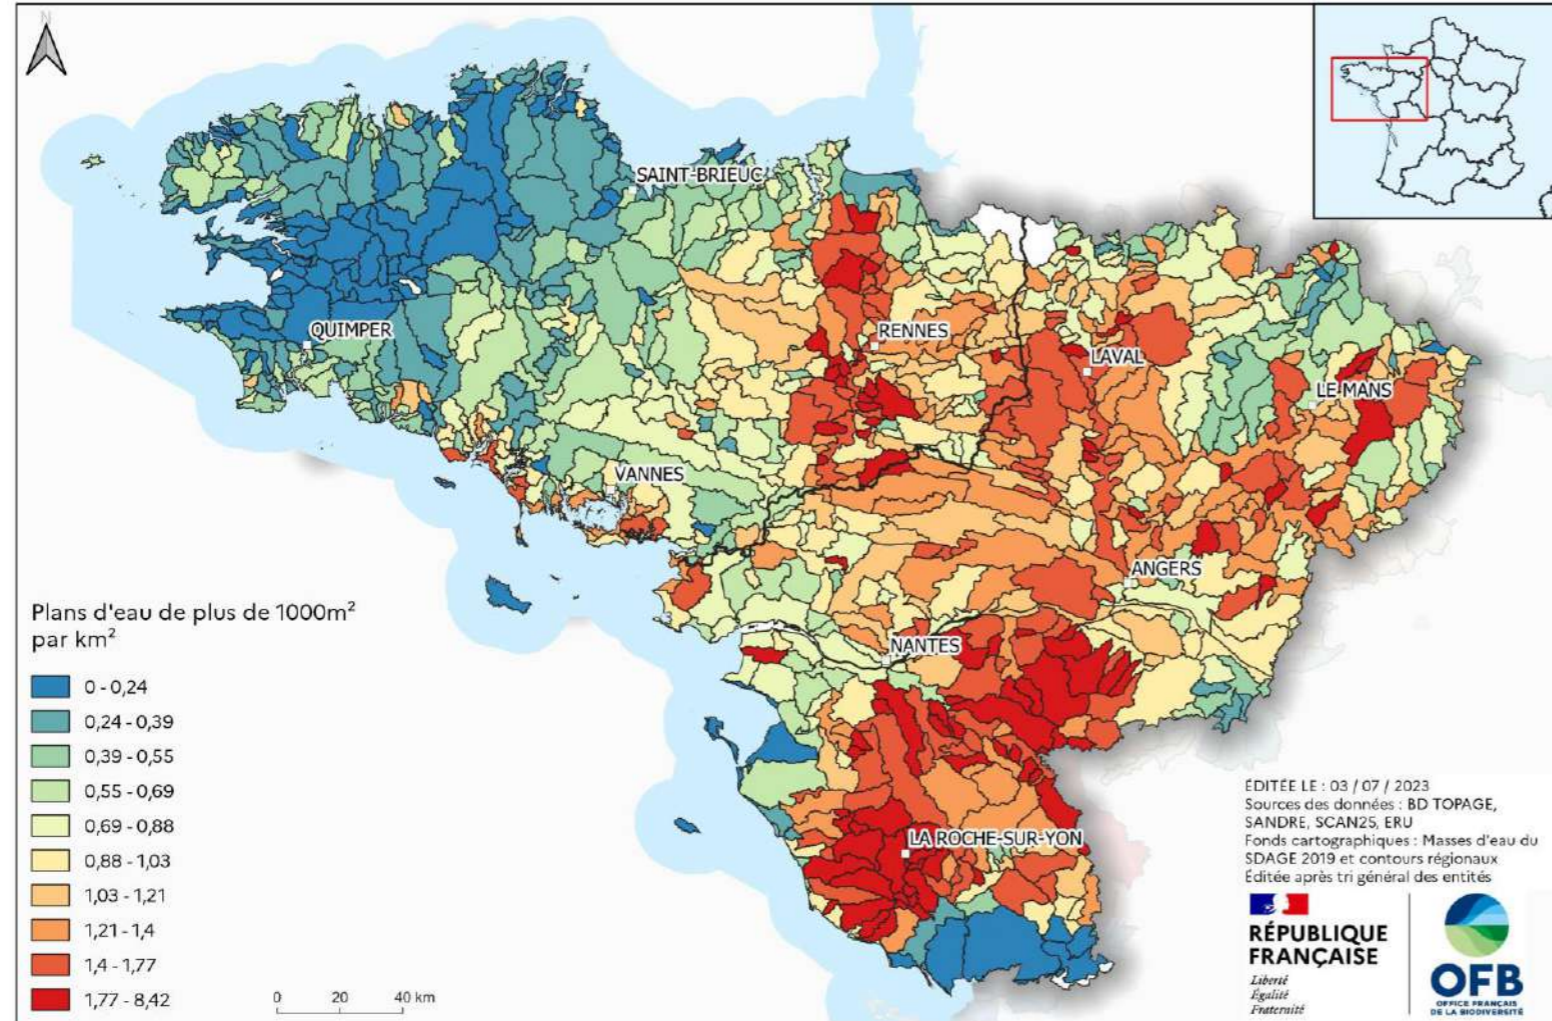 N
SAINT-BRIEUC
QUIMPER
RENNES
LAVAL
LE-MANS
VANNES
ANGERS
NANTES
LA ROCHE-SUR-YON
Plans d'eau de plus de 1000m²
par km²
0 - 0,24
0,24 - 0,39
0,39 - 0,55
0,55 - 0,69
0,69 - 0,88
0,88 - 1,03
1,03 - 1,21
1,21 - 1,4
1,4 - 1,77
1,77 - 8,42
0 20 40 km
ÉDITÉE LE : 03 / 07 / 2023
Sources des données : BD TOPAGE,
SANDRE, SCAN25, ERU
Fonds cartographiques : Masses d'eau du
SDAGE 2019 et contours régionaux
Éditée après tri général des entités
RÉPUBLIQUE
FRANÇAISE
Liberté
Égalité
Fraternité
OFB
OFFICE FRANÇAIS
DE LA BIODIVERSITÉ